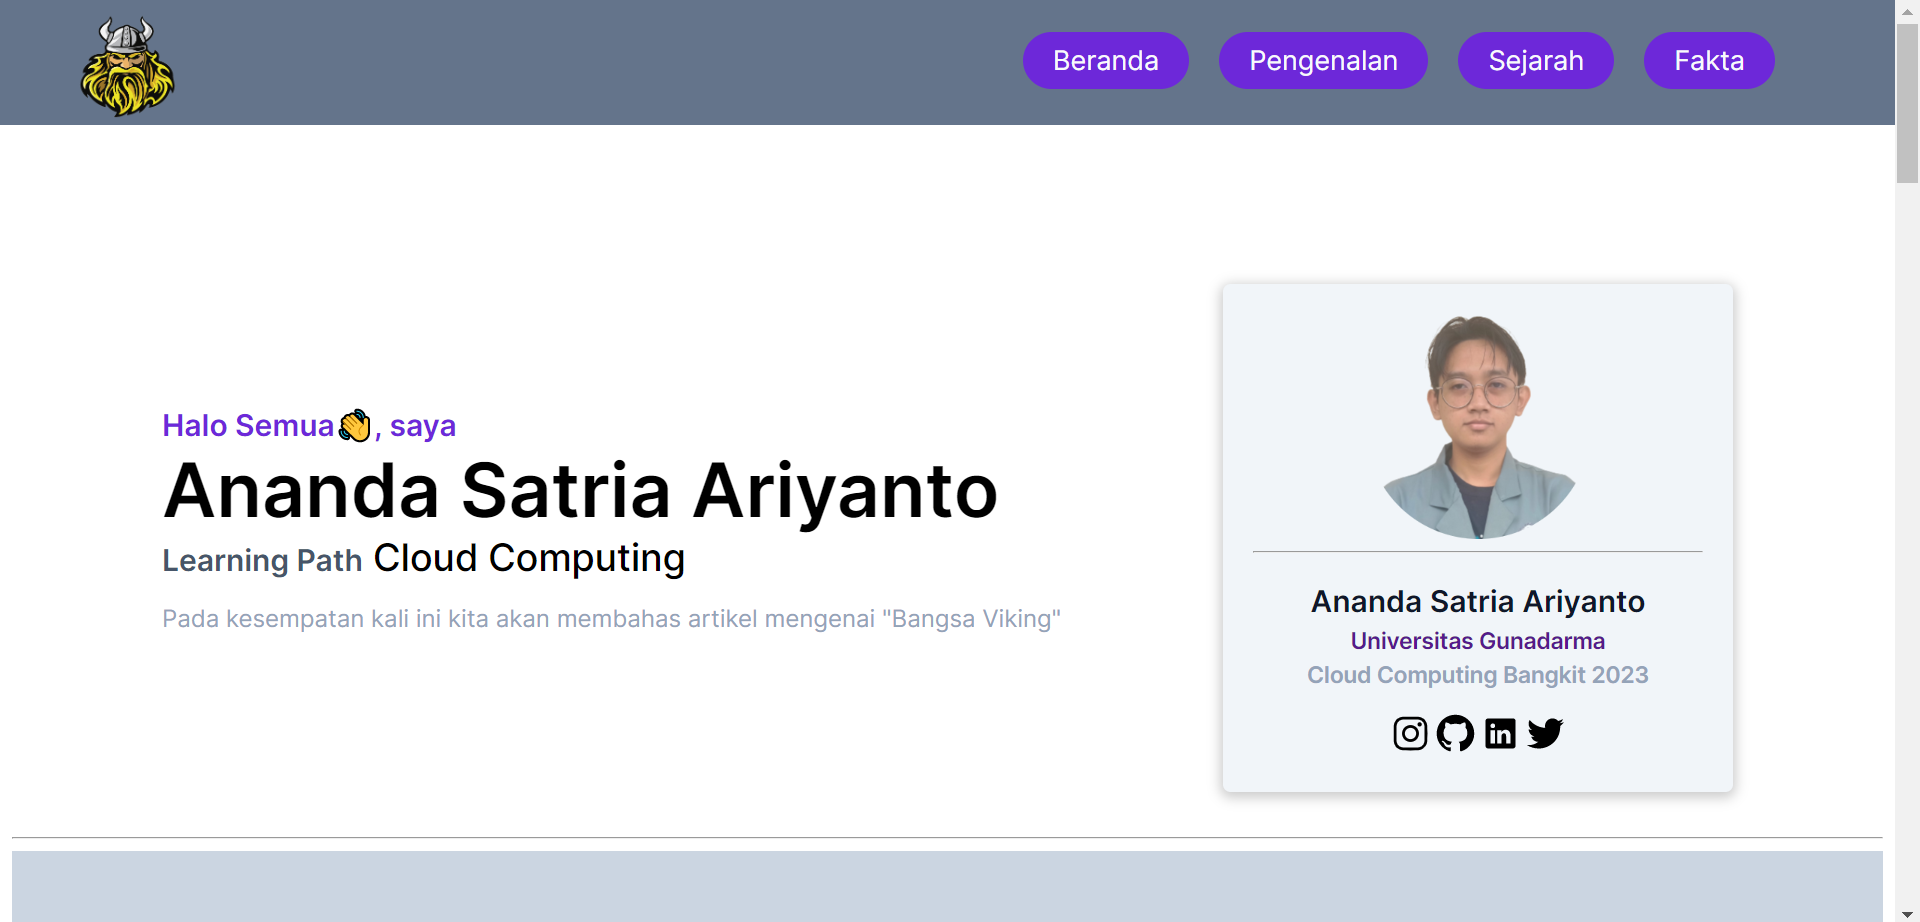 Beranda
Pengenalan
Sejarah
Fakta
Halo Semua👋, saya
Ananda Satria Ariyanto
Learning Path Cloud Computing
Pada kesempatan kali ini kita akan membahas artikel mengenai "Bangsa Viking"
Ananda Satria Ariyanto
Universitas Gunadarma
Cloud Computing Bangkit 2023